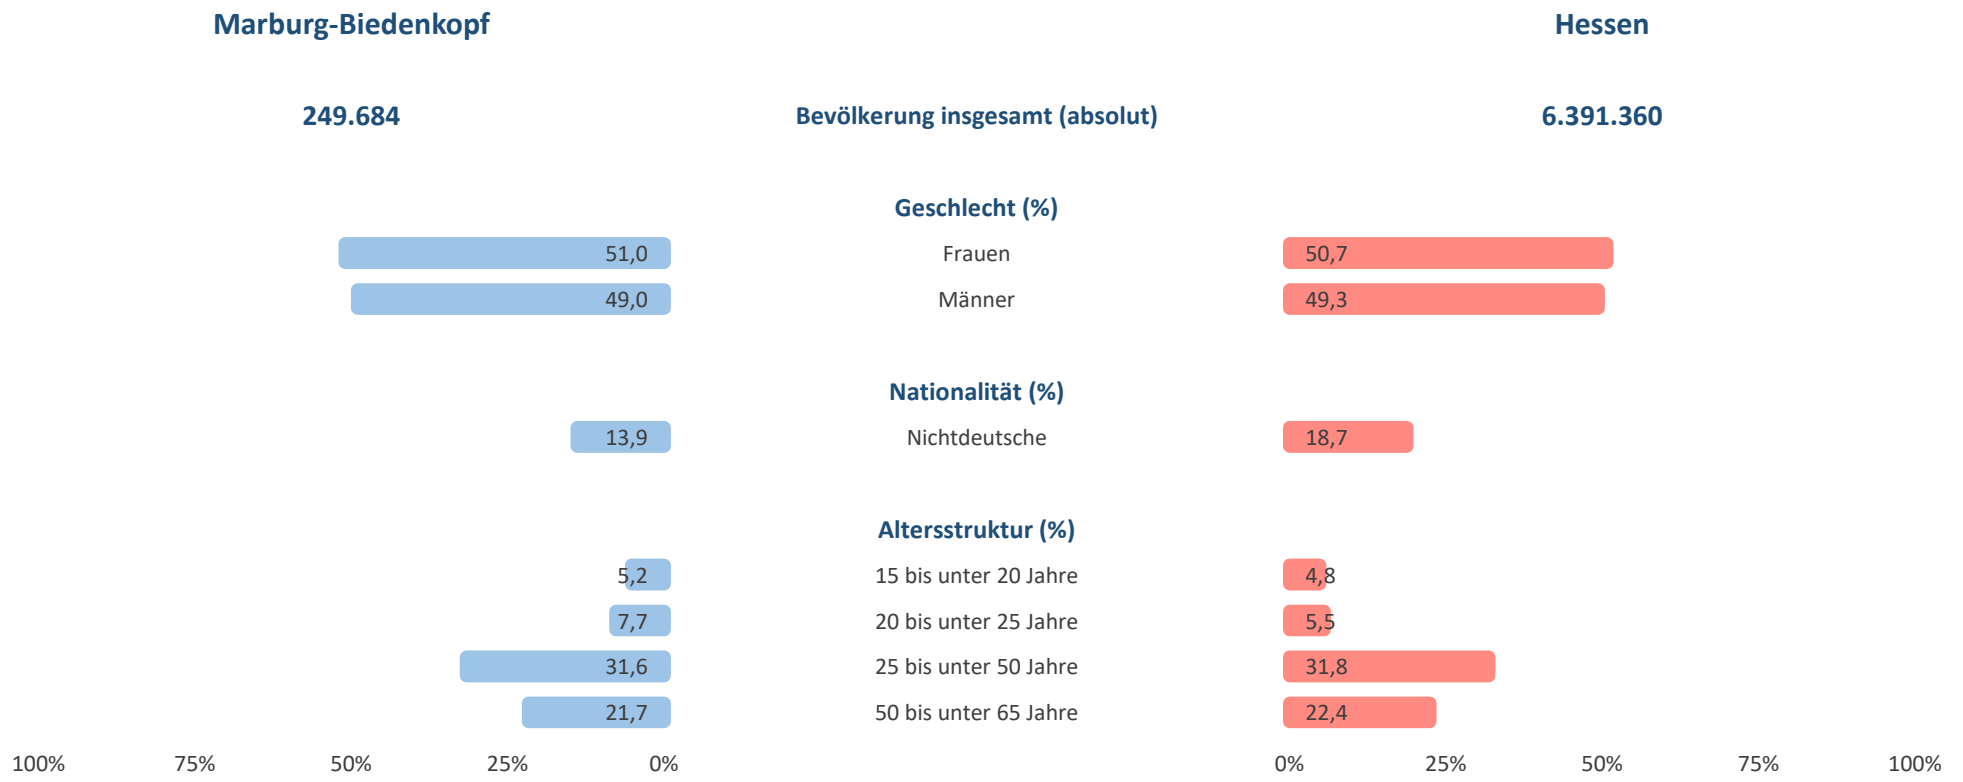 Marburg-Biedenkopf Hessen
249.684 Bevölkerung insgesamt (absolut) 6.391.360
Geschlecht (%)
51,0 Frauen 50,7
49,0 Männer 49,3
Nationalität (%)
13,9 Nichtdeutsche 18,7
Altersstruktur (%)
5,2 15 bis unter 20 Jahre 4,8
7,7 20 bis unter 25 Jahre 5,5
31,6 25 bis unter 50 Jahre 31,8
21,7 50 bis unter 65 Jahre 22,4
100% 75% 50% 25% 0% 0% 25% 50% 75% 100%